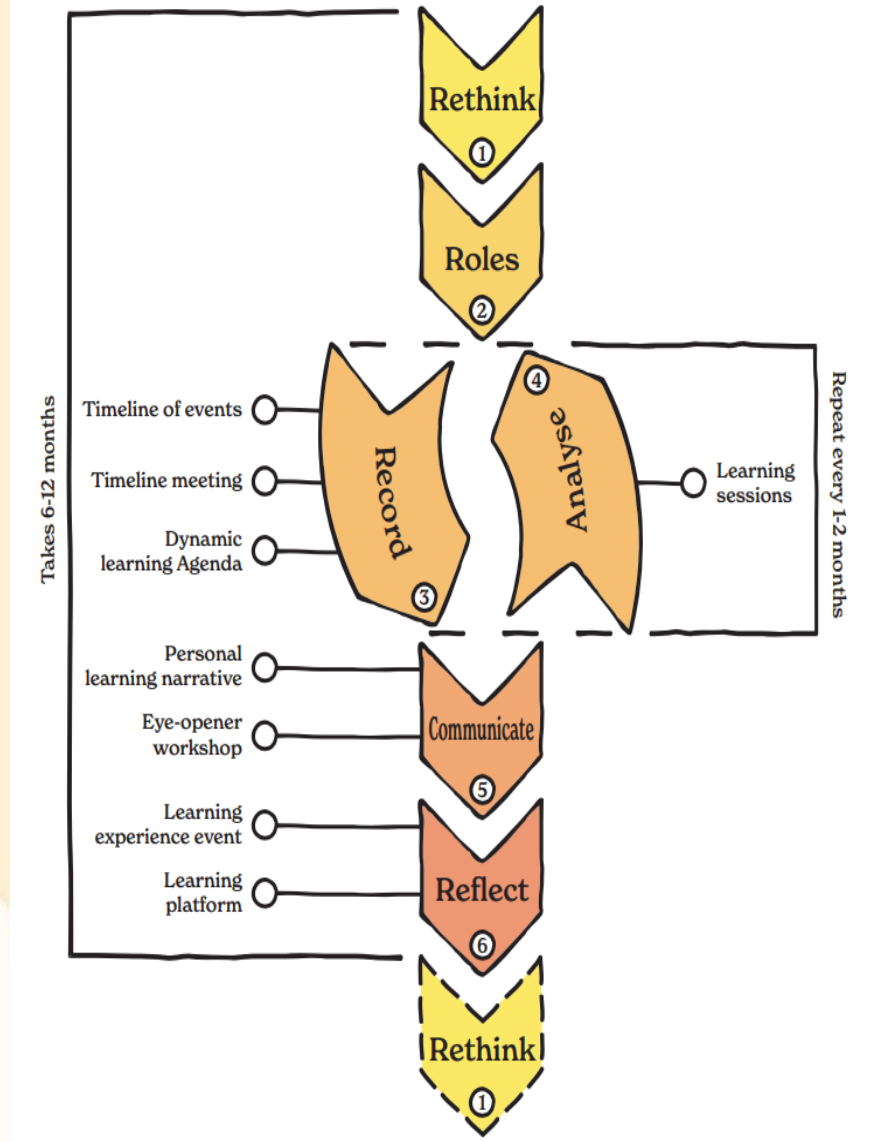 Rethink
1
Roles
2
Takes 6-12 months
Timeline of events
Timeline meeting
Dynamic
learning Agenda
Record
3
4
Analyse
Learning
sessions
Repeat every 1-2 months
Personal
learning narrative
Eye-opener
workshop
Communicate
5
Learning
experience event
Learning
platform
Reflect
6
Rethink
1